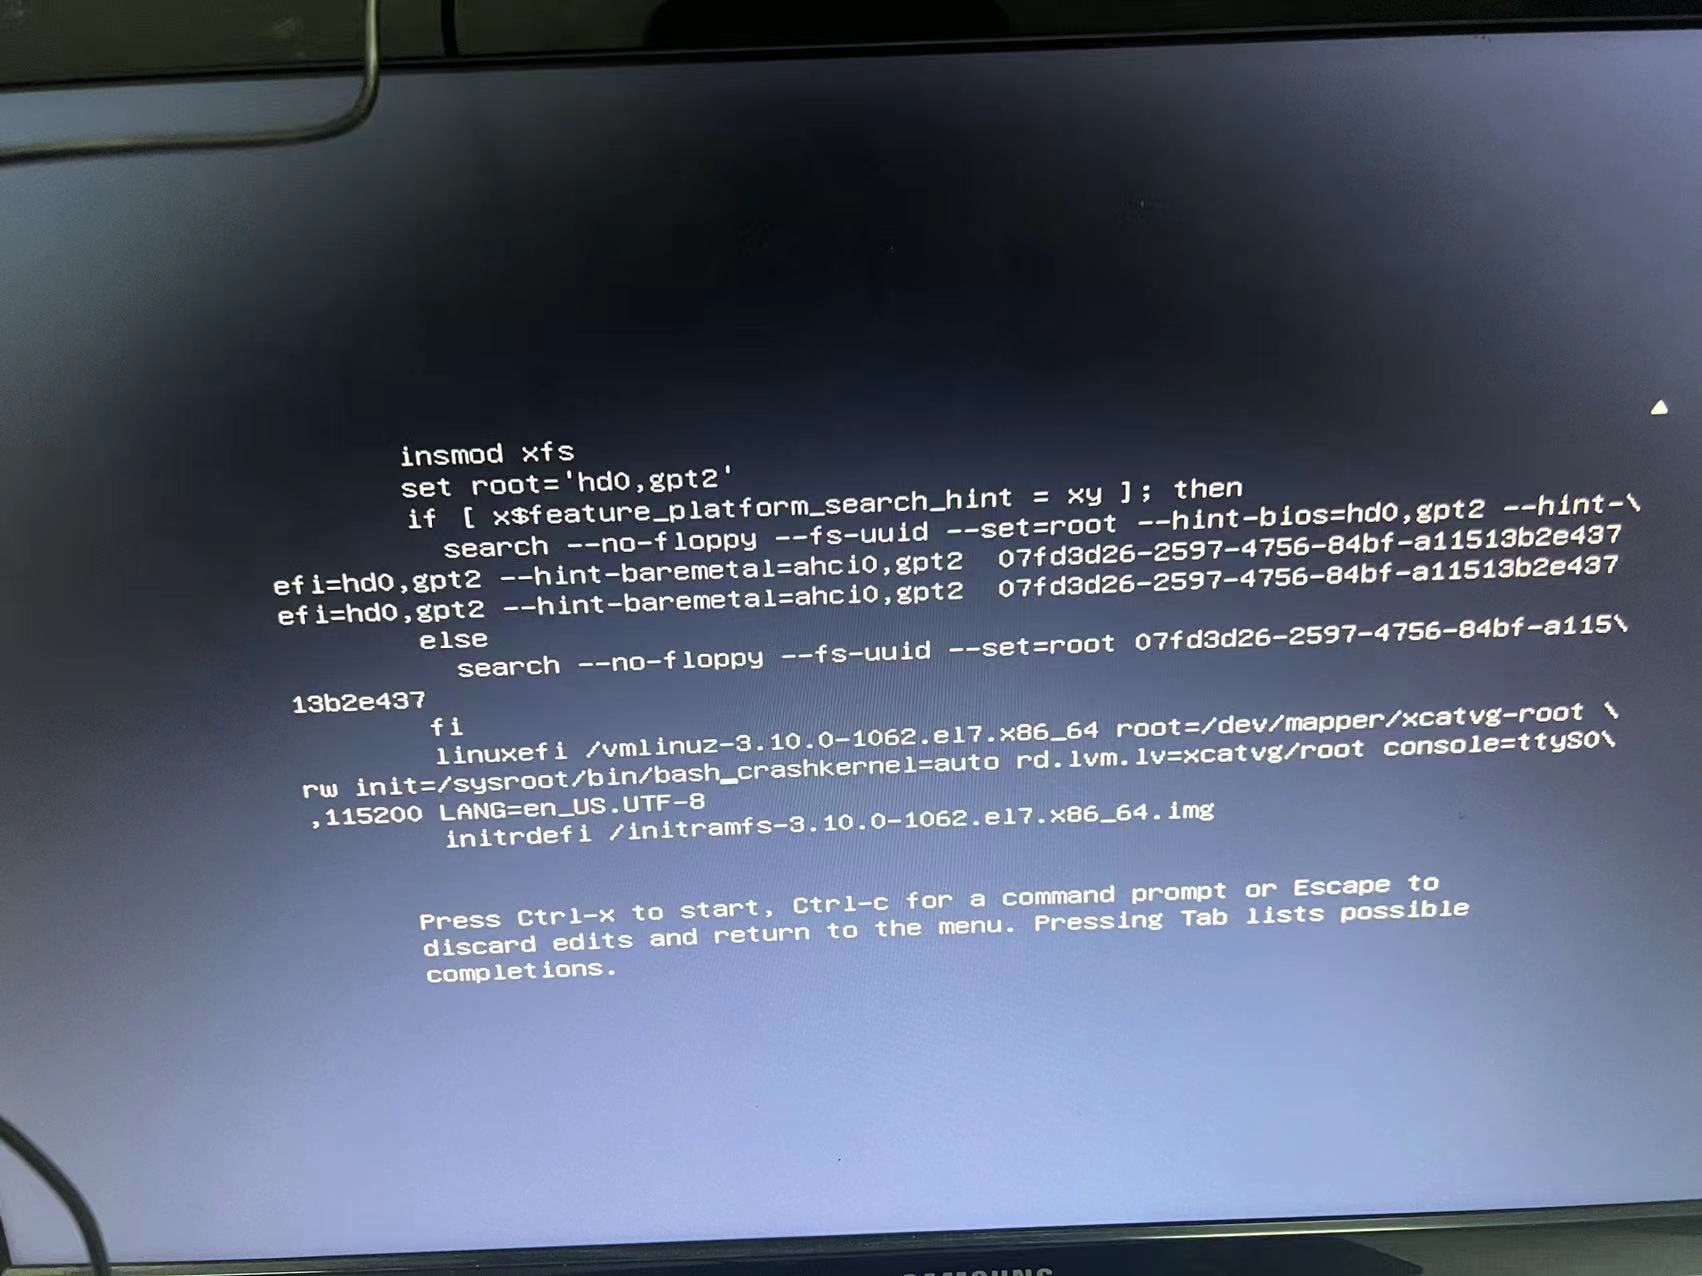 insmod xfs
set root='hd0,gpt2'
if [ x$feature_platform_search_hint = xy ]; then
search --no-floppy --fs-uuid --set=root --hint-bios=hd0,gpt2 --hint-\
efi=hd0,gpt2 --hint-baremetal=ahci0,gpt2 07fd3d26-2597-4756-84bf-a11513b2e437
efi=hd0,gpt2 --hint-baremetal=ahci0,gpt2 07fd3d26-2597-4756-84bf-a11513b2e437
else
search --no-floppy --fs-uuid --set=root 07fd3d26-2597-4756-84bf-a115\
13b2e437
fi
linuxefi /vmlinuz-3.10.0-1062.el7.x86_64 root=/dev/mapper/xcatvg-root \
rw init=/sysroot/bin/bash_crashkernel=auto rd.lvm.lv=xcatvg/root console=ttyS0\
,115200 LANG=en_US.UTF-8
initrdefi /initramfs-3.10.0-1062.el7.x86_64.img
Press Ctrl-x to start, Ctrl-c for a command prompt or Escape to
discard edits and return to the menu. Pressing Tab lists possible
completions.
SAMSUNG